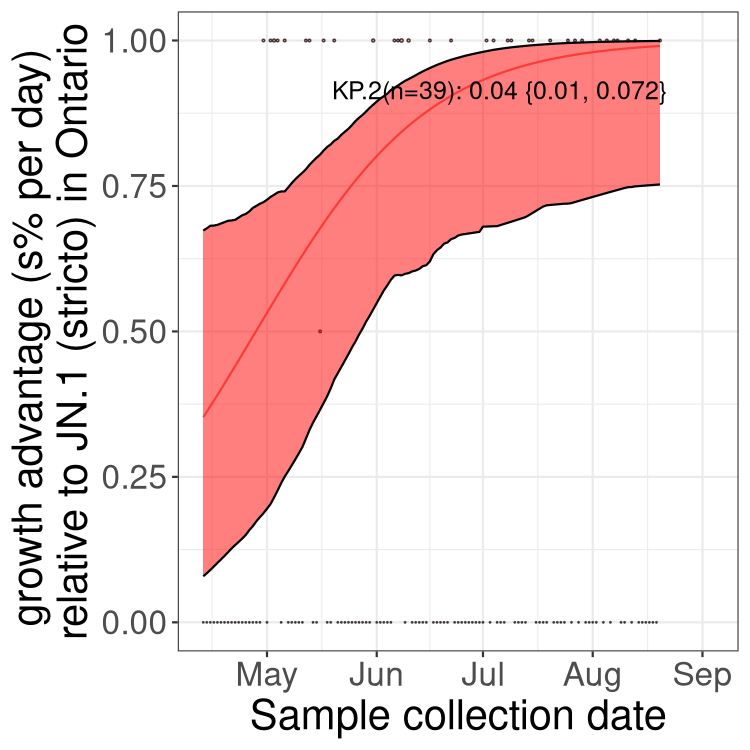 growth advantage (s% per day)
relative to JN.1 (stricto) in Ontario
1.00
0.75
0.50
0.25
0.00
KP.2(n=39): 0.04 {0.01, 0.072}
May Jun Jul Aug Sep
Sample collection date